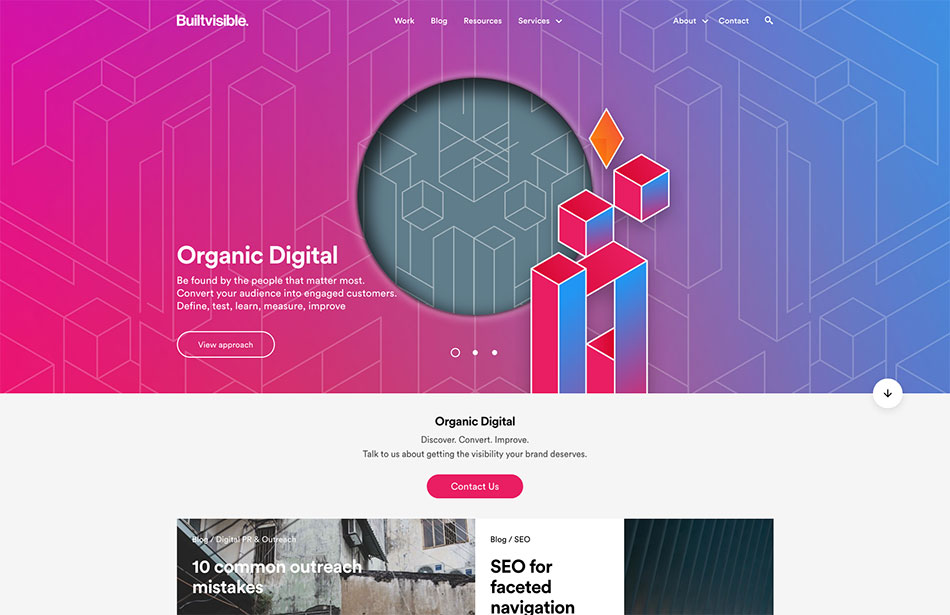 Builtvisible.
Work Blog Resources Services About Contact
Organic Digital
Be found by the people that matter most.
Convert your audience into engaged customers.
Define, test, learn, measure, improve
View approach
Organic Digital
Discover. Convert. Improve.
Talk to us about getting the visibility your brand deserves.
Contact Us
Blog / Digital PR & Outreach
10 common outreach
mistakes
Blog / SEO
SEO for
faceted
navigation